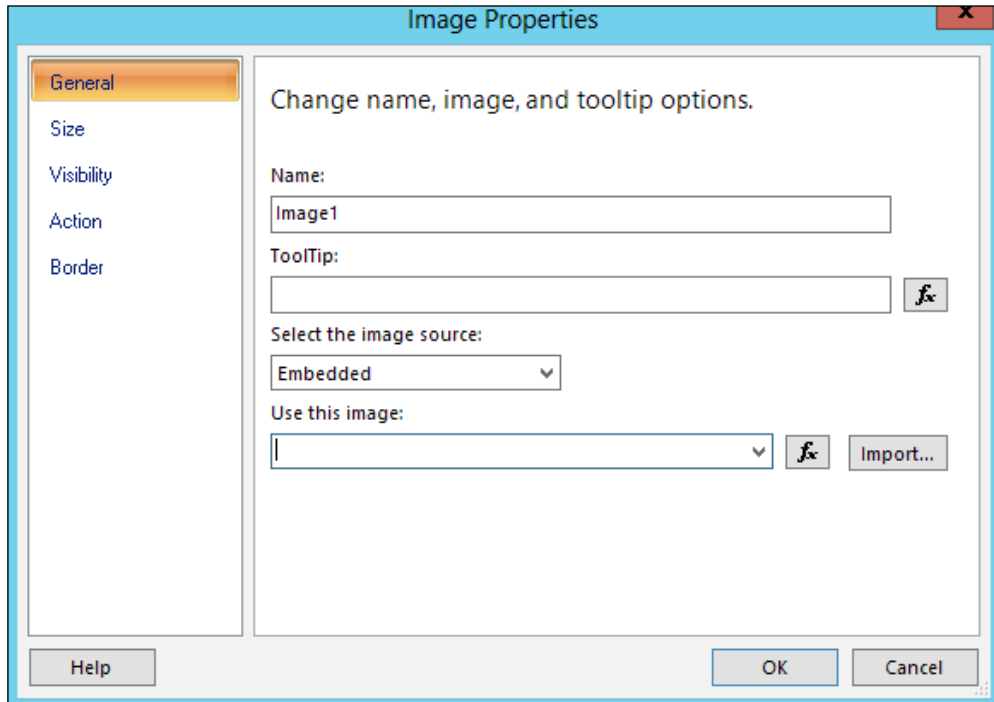 Image Properties
x
General
Size
Visibility
Action
Border
Change name, image, and tooltip options.
Name:
Image1
ToolTip:
fx
Select the image source:
Embedded
Use this image:
fx
Import...
Help
OK
Cancel